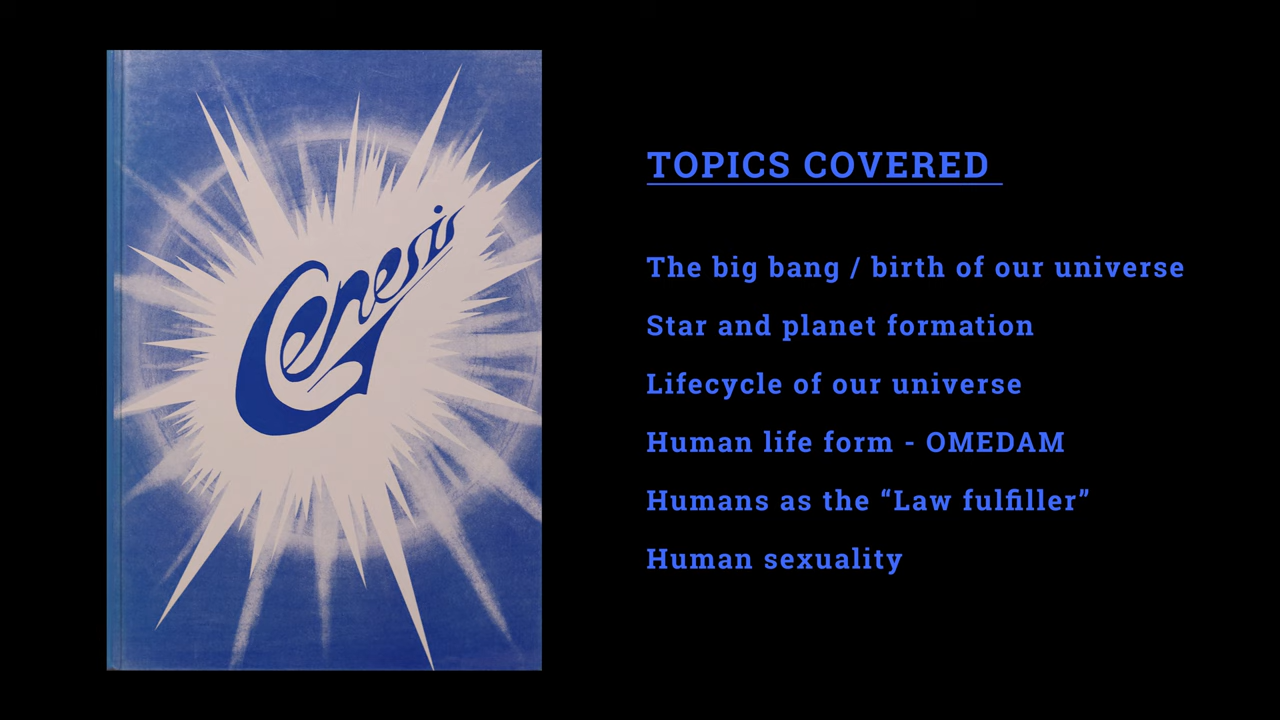 Genesis
TOPICS COVERED
The big bang / birth of our universe
Star and planet formation
Lifecycle of our universe
Human life form - OMEDAM
Humans as the “Law fulfiller”
Human sexuality